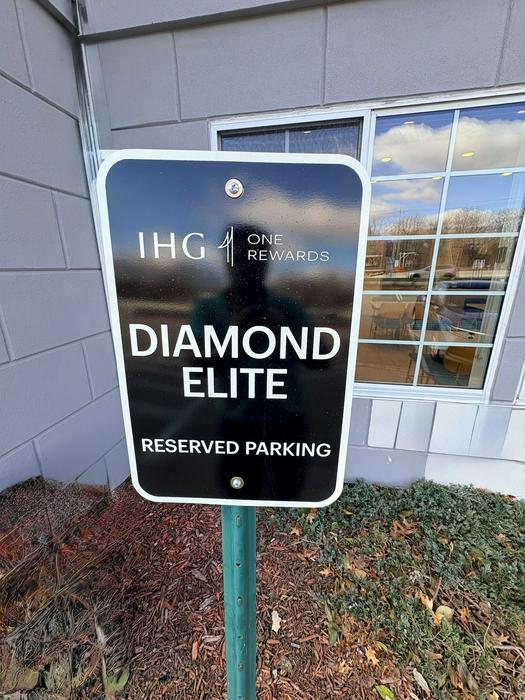 IHG ONE
REWARDS
DIAMOND
ELITE
RESERVED PARKING